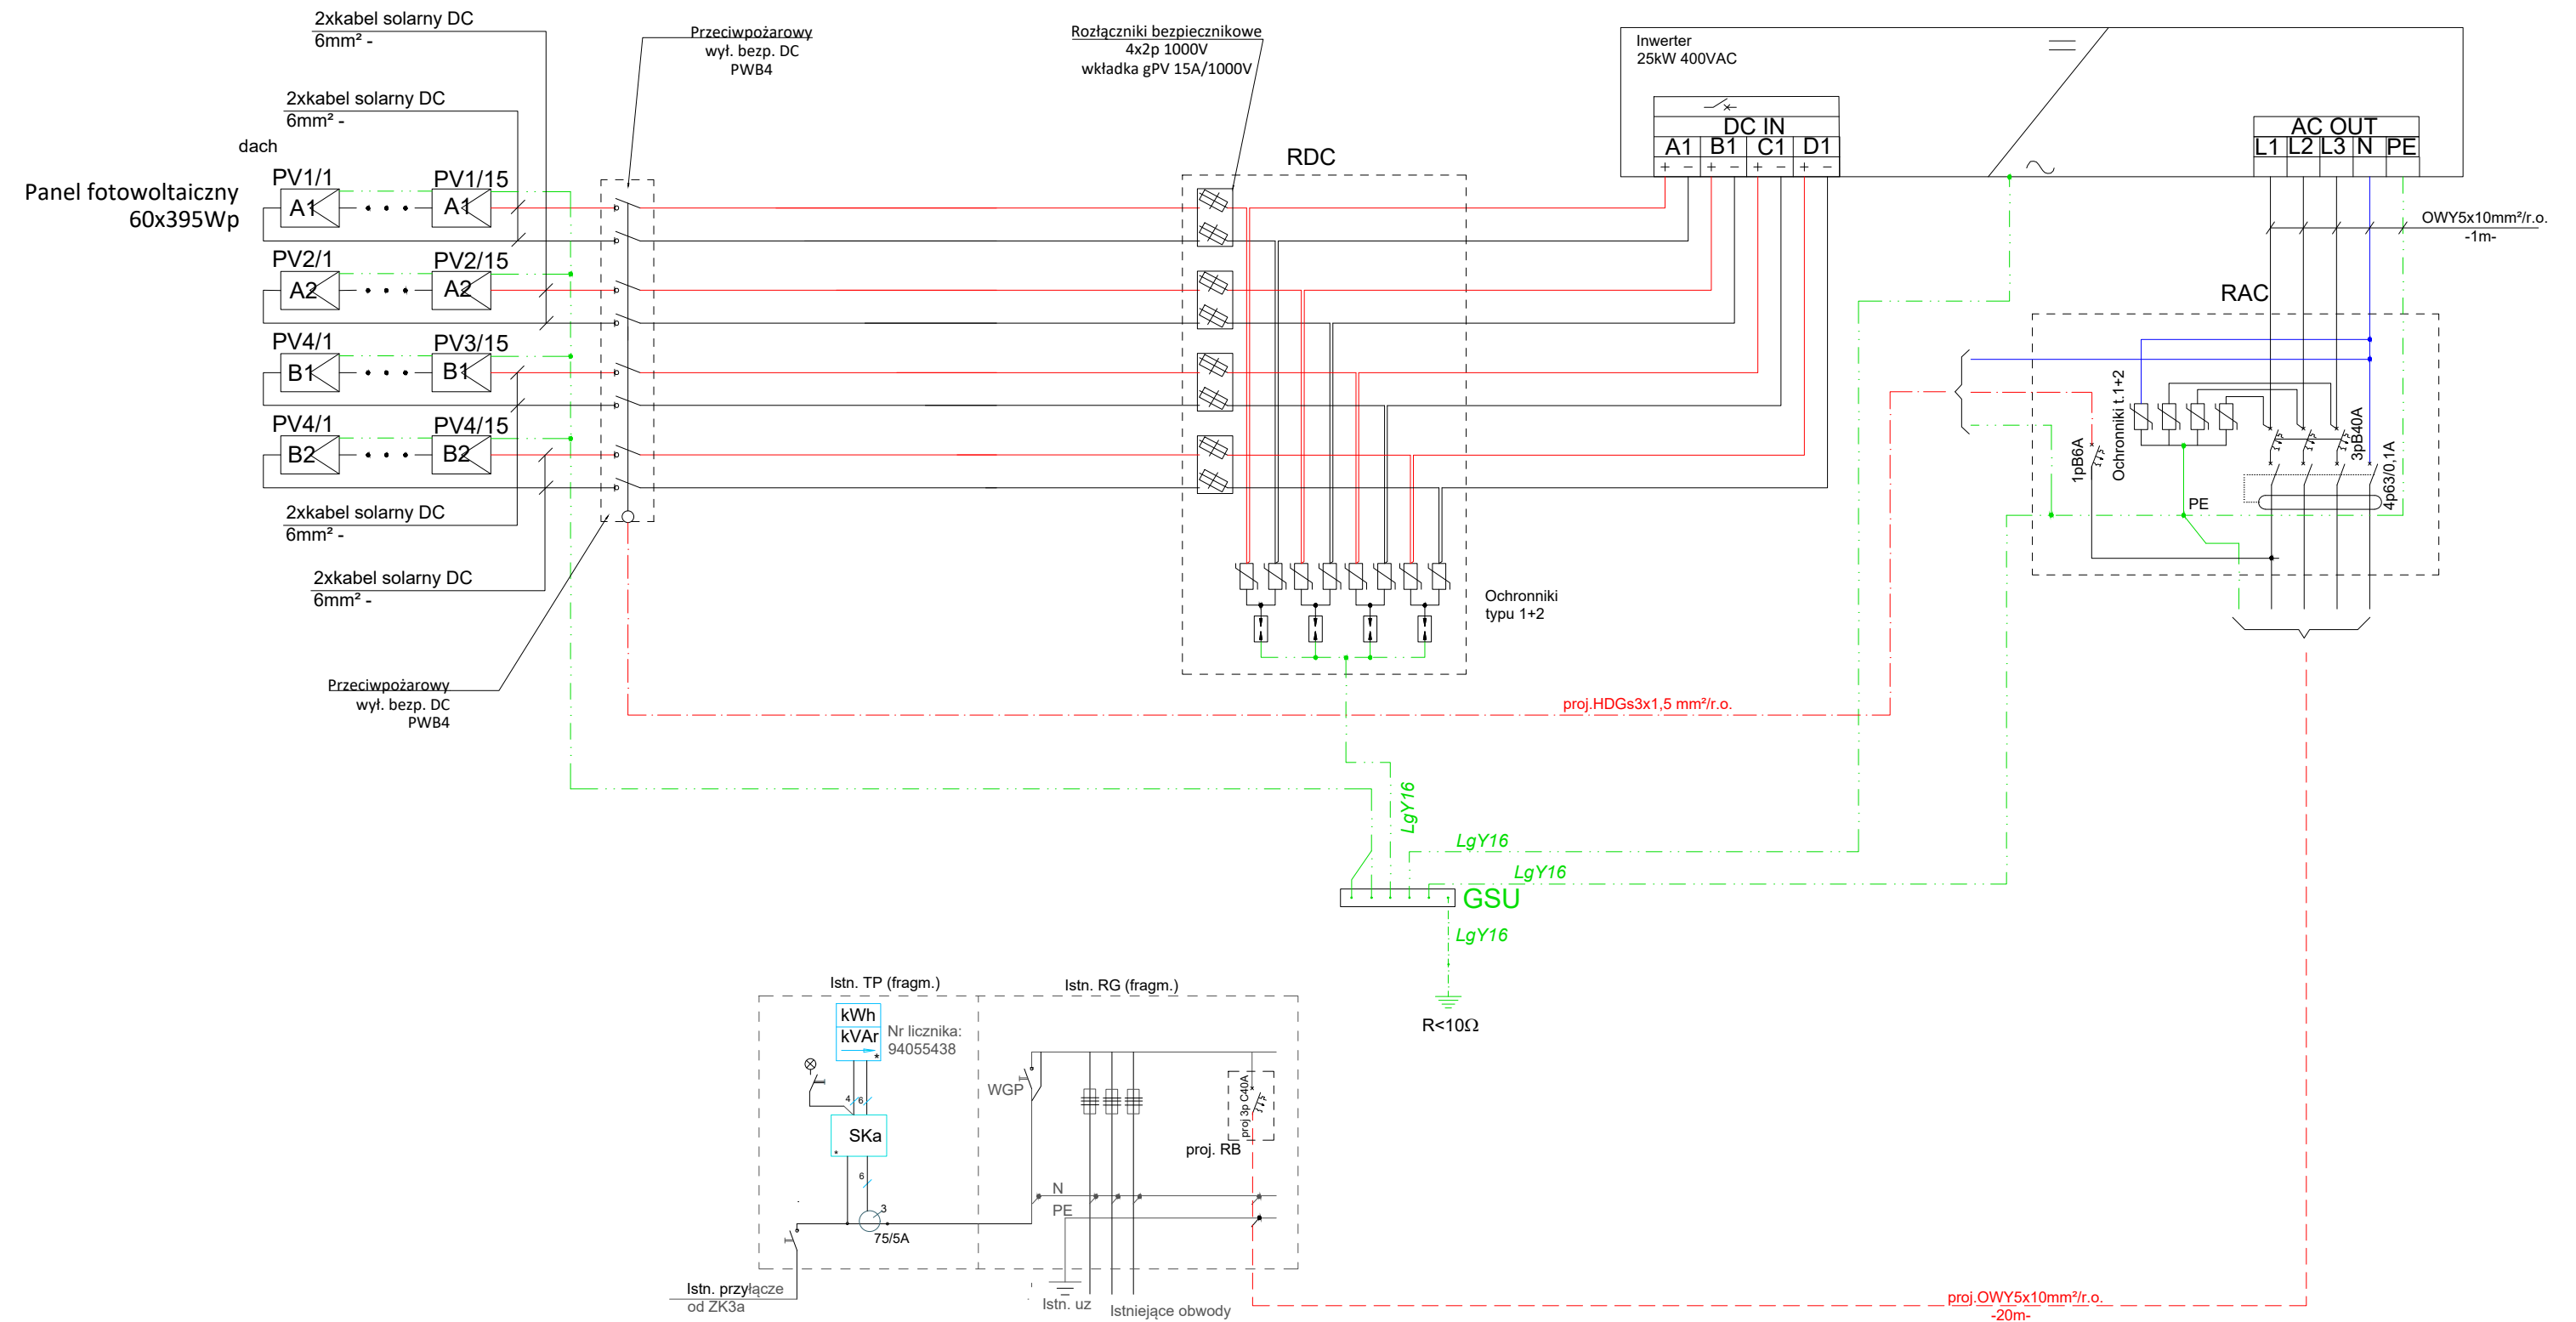 2xkabel solarny DC
6mm² -
2xkabel solarny DC
6mm² -
dach
Panel fotowoltaiczny
60x395Wp
PV1/1
PV1/15
A1
A1
PV2/1
PV2/15
A2
A2
PV4/1
PV3/15
B1
B1
PV4/1
PV4/15
B2
B2
2xkabel solarny DC
6mm² -
2xkabel solarny DC
6mm² -
Przeciwpożarowy
wył. bezp. DC
PWB4
Przeciwpożarowy
wył. bezp. DC
PWB4
Rozłączniki bezpiecznikowe
4x2p 1000V
wkładka gPV 15A/1000V
RDC
Ochronniki
typu 1+2
Inwerter
25kW 400VAC
DC IN
A1 B1 C1 D1
+ − + − + − + −
AC OUT
L1 L2 L3 N PE
OWY5x10mm²/r.o.
-1m-
RAC
1pB6A
Ochronniki t.1+2
3pB40A
4p63/0,1A
PE
proj.HDGs3x1,5 mm²/r.o.
LgY16
LgY16
LgY16
GSU
LgY16
R<10Ω
Istn. TP (fragm.)
kWh
kVAr
*
Nr licznika:
94055438
4 6
SKa
*
6
3
75/5A
Istn. przyłącze
od ZK3a
Istn. RG (fragm.)
WGP
proj 3p C40A
proj. RB
N
PE
Istn. uz
Istniejące obwody
proj.OWY5x10mm²/r.o.
-20m-